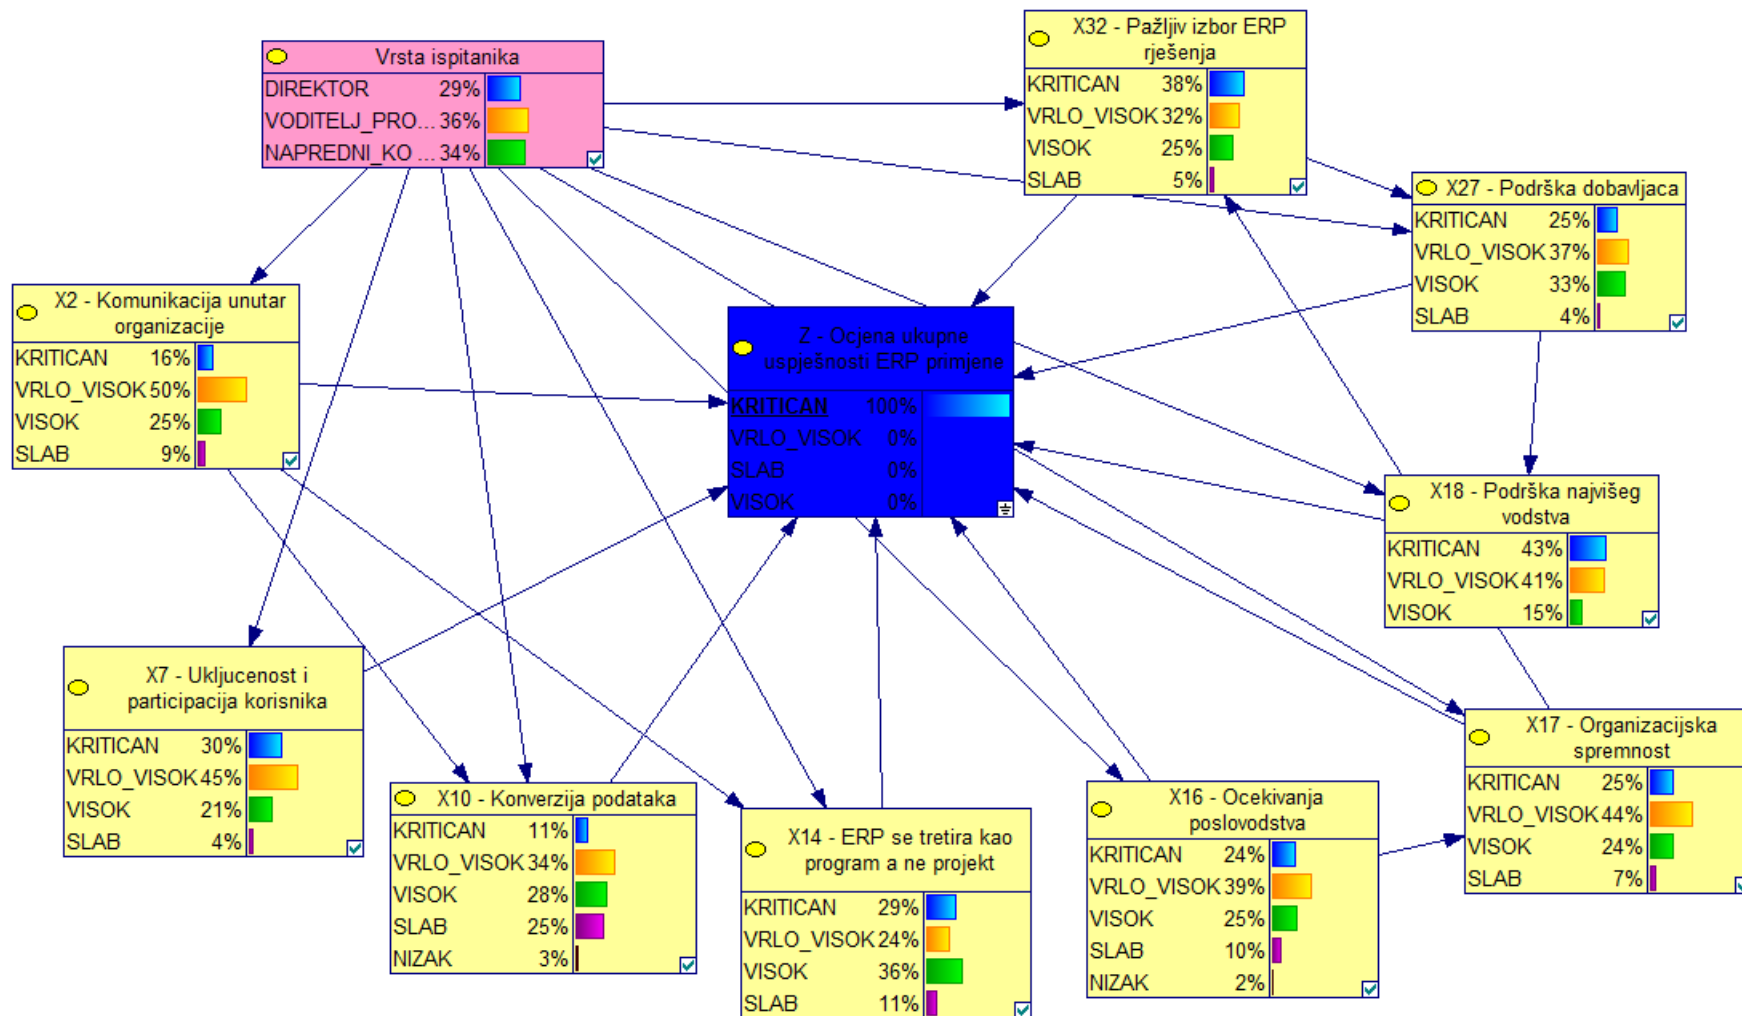 Vrsta ispitanika
DIREKTOR 29%
VODITELJ_PRO... 36%
NAPREDNI_KO ... 34%
X32 - Pažljiv izbor ERP
rješenja
KRITICAN 38%
VRLO_VISOK 32%
VISOK 25%
SLAB 5%
X27 - Podrška dobavljaca
KRITICAN 25%
VRLO_VISOK 37%
VISOK 33%
SLAB 4%
X2 - Komunikacija unutar
organizacije
KRITICAN 16%
VRLO_VISOK 50%
VISOK 25%
SLAB 9%
Z - Ocjena ukupne
uspješnosti ERP primjene
KRITICAN 100%
VRLO_VISOK 0%
SLAB 0%
VISOK 0%
X18 - Podrška najvišeg
vodstva
KRITICAN 43%
VRLO_VISOK 41%
VISOK 15%
X7 - Ukljucenost i
participacija korisnika
KRITICAN 30%
VRLO_VISOK 45%
VISOK 21%
SLAB 4%
X10 - Konverzija podataka
KRITICAN 11%
VRLO_VISOK 34%
VISOK 28%
SLAB 25%
NIZAK 3%
X14 - ERP se tretira kao
program a ne projekt
KRITICAN 29%
VRLO_VISOK 24%
VISOK 36%
SLAB 11%
X16 - Ocekivanja
poslovodstva
KRITICAN 24%
VRLO_VISOK 39%
VISOK 25%
SLAB 10%
NIZAK 2%
X17 - Organizacijska
spremnost
KRITICAN 25%
VRLO_VISOK 44%
VISOK 24%
SLAB 7%